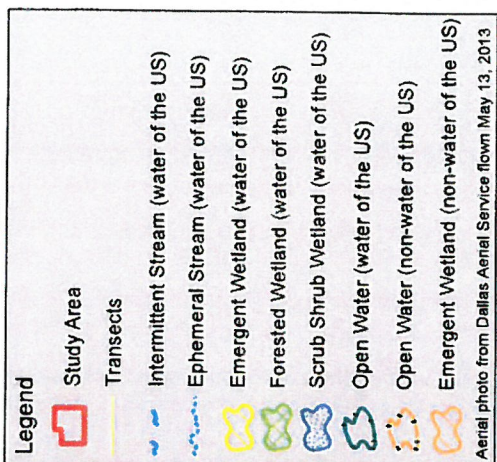 Legend
Study Area
Transects
Intermittent Stream (water of the US)
Ephemeral Stream (water of the US)
Emergent Wetland (water of the US)
Forested Wetland (water of the US)
Scrub Shrub Wetland (water of the US)
Open Water (water of the US)
Open Water (non-water of the US)
Emergent Wetland (non-water of the US)
Aerial photo from Dallas Aerial Service flown May 13, 2013